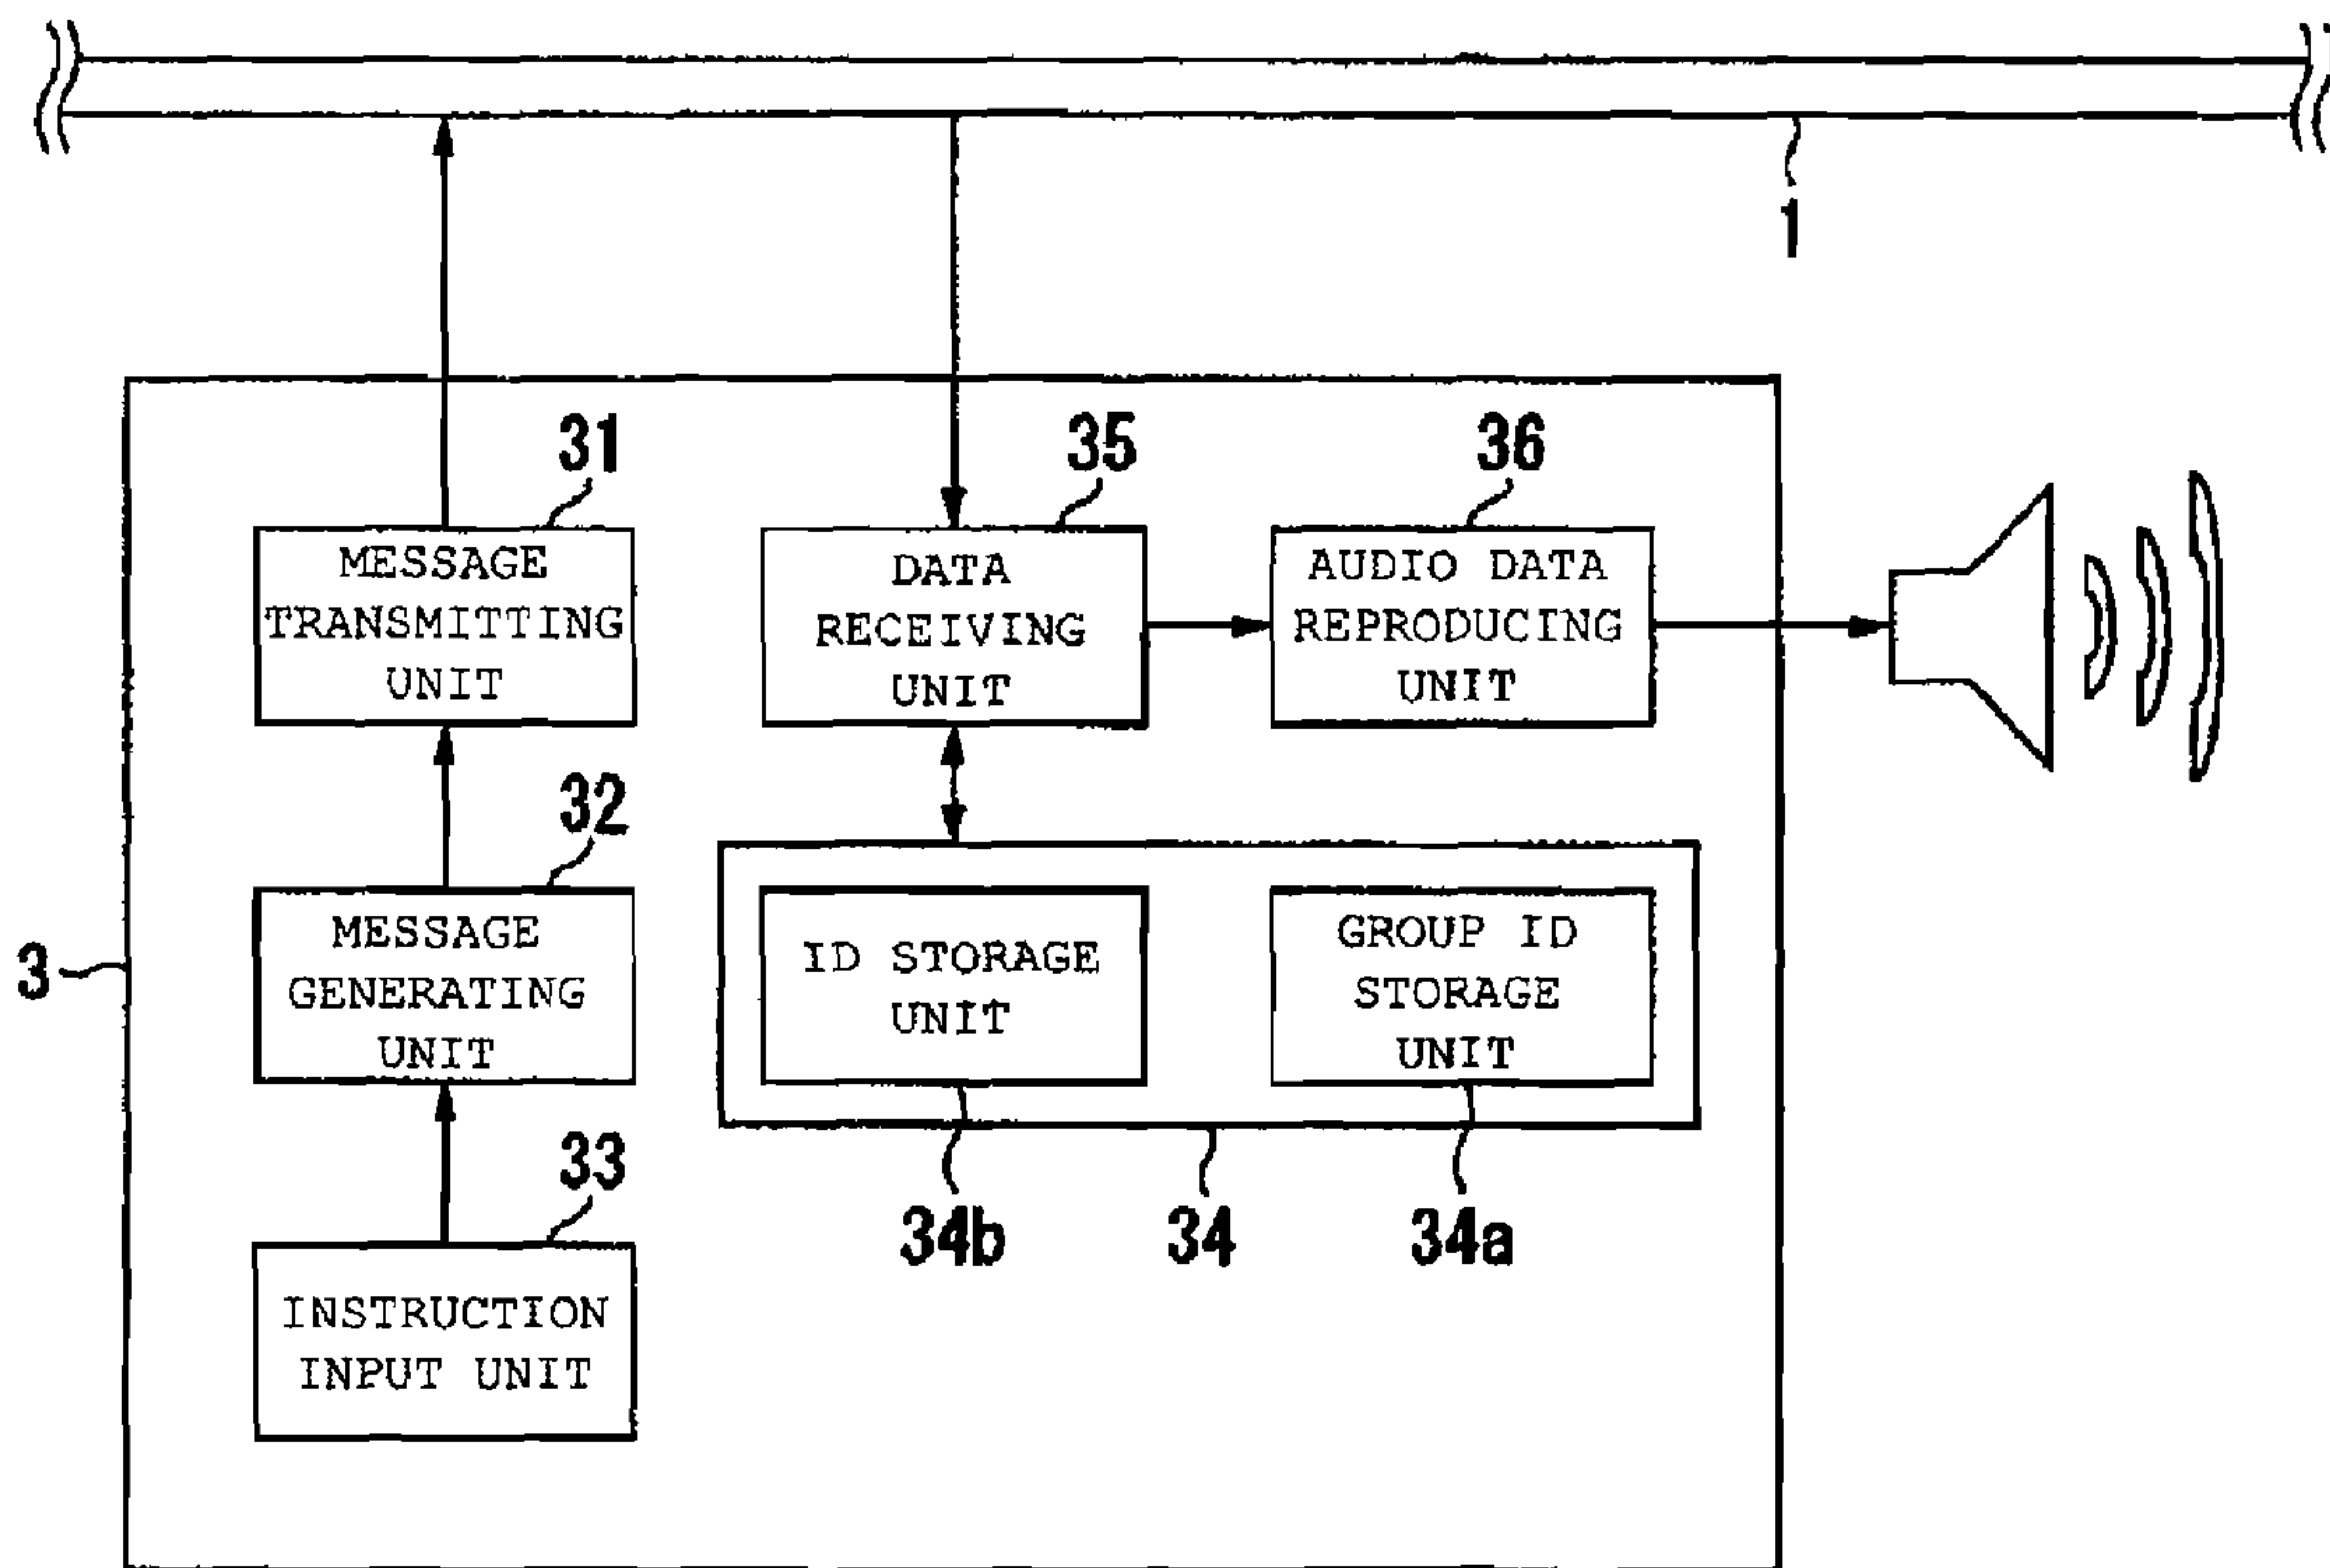 1
31
35
36
MESSAGE
TRANSMITTING
UNIT
DATA
RECEIVING
UNIT
AUDIO DATA
REPRODUCING
UNIT
32
3
MESSAGE
GENERATING
UNIT
ID STORAGE
UNIT
GROUP ID
STORAGE
UNIT
33
34b
34
34a
INSTRUCTION
INPUT UNIT